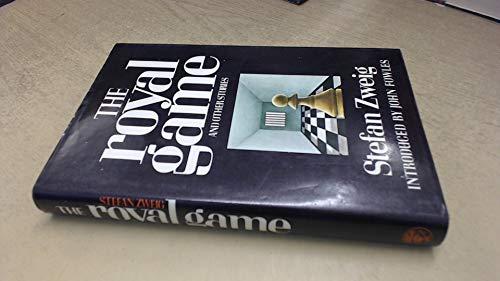 THE
royal
game
AND OTHER STORIES
Stefan Zweig
INTRODUCED BY JOHN FOWLES
STEFAN ZWEIG
THE royal game